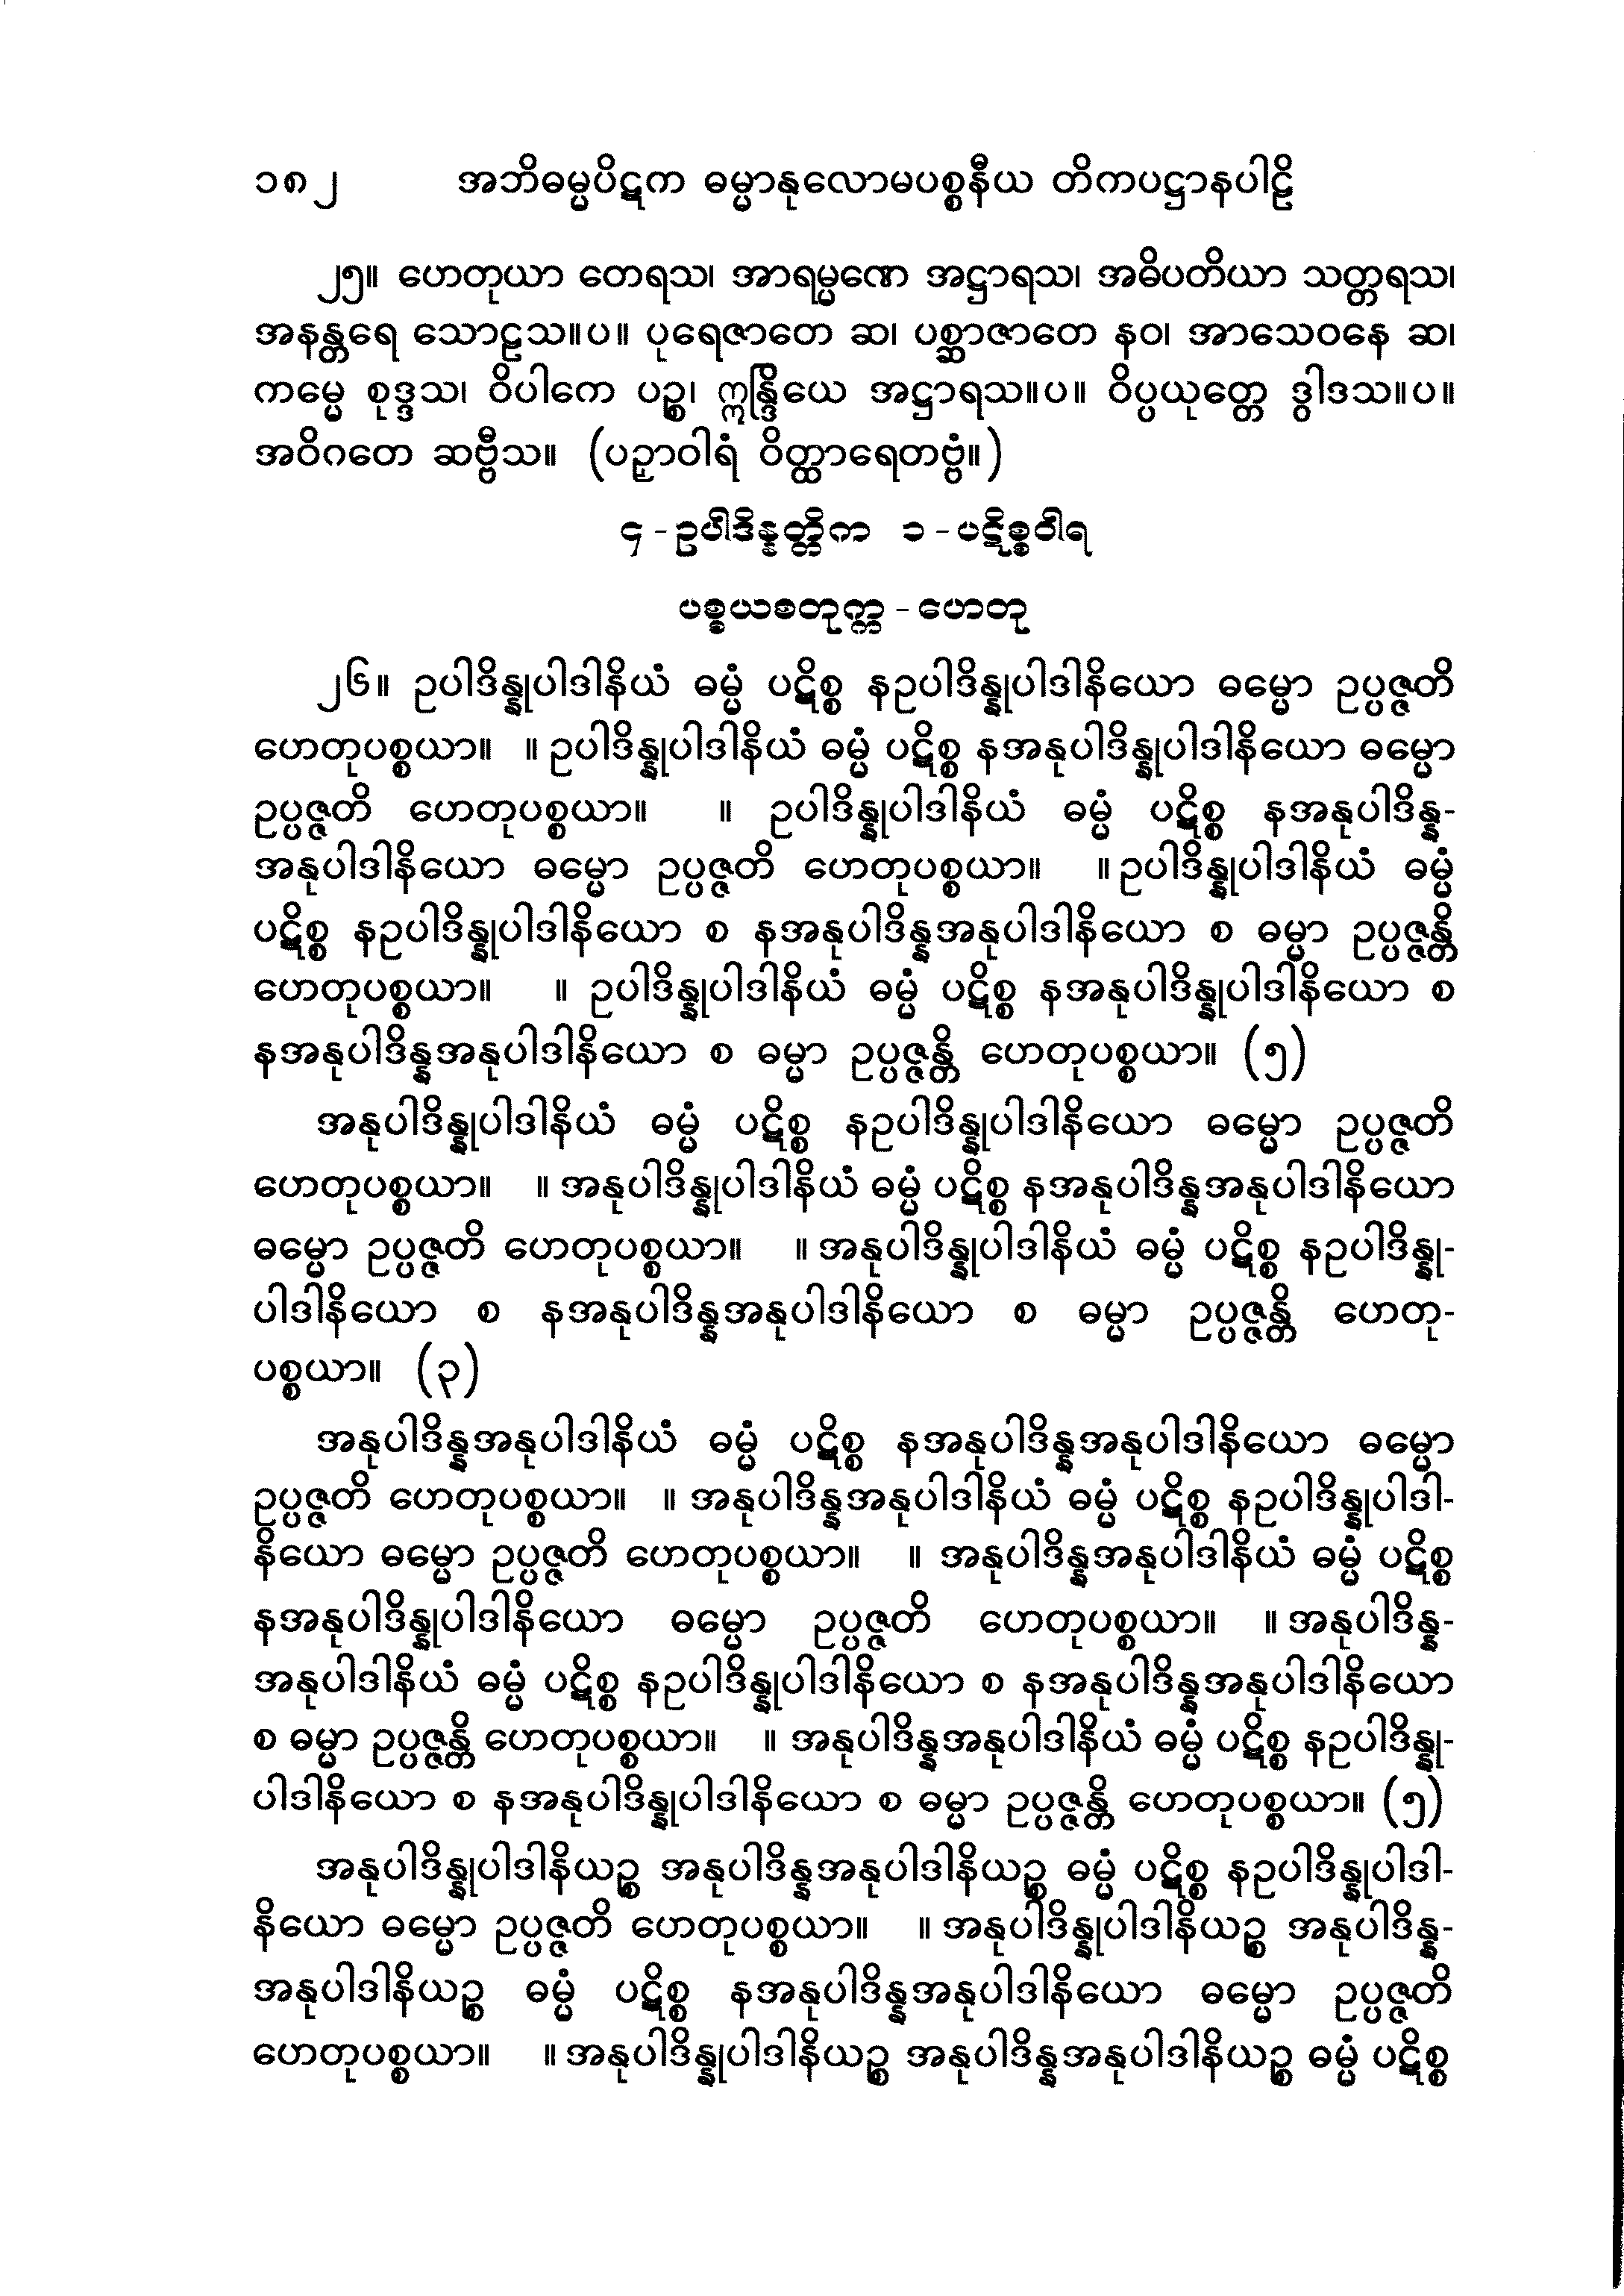 ၁၈၂ အဘိဓမ္မပိဋက ဓမ္မာနုလောမပစ္စနီယ တိကပဋ္ဌာနပါဠိ
၂၅။ ဟေတုယာ တေရသ၊ အာရမ္မဏေ အဋ္ဌာရသ၊ အဓိပတိယာ သတ္တရသ၊
အနန္တရေ သောဠသ။ပ။ ပုရေဇာတေ ဆ၊ ပစ္ဆာဇာတေ နဝ၊ အာသေဝနေ ဆ၊
ကမ္မေ စုဒ္ဒသ၊ ဝိပါကေ ပဉ္စ၊ ဣန္ဒြိယေ အဋ္ဌာရသ။ပ။ ဝိပ္ပယုတ္တေ ဒွါဒသ။ပ။
အဝိဂတေ ဆဗ္ဗီသ။ (ပဉှာဝါရံ ဝိတ္ထာရေတဗ္ဗံ။)
၄-ဥပါဒိန္နတ္တိက ၁-ပဋိစ္စဝါရ
ပစ္စယစတုက္က-ဟေတု
၂၆။ ဥပါဒိန္နုပါဒါနိယံ ဓမ္မံ ပဋိစ္စ နဥပါဒိန္နုပါဒါနိယော ဓမ္မော ဥပ္ပဇ္ဇတိ
ဟေတုပစ္စယာ။ ။ ဥပါဒိန္နုပါဒါနိယံ ဓမ္မံ ပဋိစ္စ နအနုပါဒိန္နုပါဒါနိယော ဓမ္မော
ဥပ္ပဇ္ဇတိ ဟေတုပစ္စယာ။ ။ ဥပါဒိန္နုပါဒါနိယံ ဓမ္မံ ပဋိစ္စ နအနုပါဒိန္န-
အနုပါဒါနိယော ဓမ္မော ဥပ္ပဇ္ဇတိ ဟေတုပစ္စယာ။ ။ ဥပါဒိန္နုပါဒါနိယံ ဓမ္မံ
ပဋိစ္စ နဥပါဒိန္နုပါဒါနိယော စ နအနုပါဒိန္နအနုပါဒါနိယော စ ဓမ္မာ ဥပ္ပဇ္ဇန္တိ
ဟေတုပစ္စယာ။ ။ ဥပါဒိန္နုပါဒါနိယံ ဓမ္မံ ပဋိစ္စ နအနုပါဒိန္နုပါဒါနိယော စ
နအနုပါဒိန္နအနုပါဒါနိယော စ ဓမ္မာ ဥပ္ပဇ္ဇန္တိ ဟေတုပစ္စယာ။ (၅)
အနုပါဒိန္နုပါဒါနိယံ ဓမ္မံ ပဋိစ္စ နဥပါဒိန္နုပါဒါနိယော ဓမ္မော ဥပ္ပဇ္ဇတိ
ဟေတုပစ္စယာ။ ။ အနုပါဒိန္နုပါဒါနိယံ ဓမ္မံ ပဋိစ္စ နအနုပါဒိန္နအနုပါဒါနိယော
ဓမ္မော ဥပ္ပဇ္ဇတိ ဟေတုပစ္စယာ။ ။ အနုပါဒိန္နုပါဒါနိယံ ဓမ္မံ ပဋိစ္စ နဥပါဒိန္နု-
ပါဒါနိယော စ နအနုပါဒိန္နအနုပါဒါနိယော စ ဓမ္မာ ဥပ္ပဇ္ဇန္တိ ဟေတု-
ပစ္စယာ။ (၃)
အနုပါဒိန္နအနုပါဒါနိယံ ဓမ္မံ ပဋိစ္စ နအနုပါဒိန္နအနုပါဒါနိယော ဓမ္မော
ဥပ္ပဇ္ဇတိ ဟေတုပစ္စယာ။ ။ အနုပါဒိန္နအနုပါဒါနိယံ ဓမ္မံ ပဋိစ္စ နဥပါဒိန္နုပါဒါ-
နိယော ဓမ္မော ဥပ္ပဇ္ဇတိ ဟေတုပစ္စယာ။ ။ အနုပါဒိန္နအနုပါဒါနိယံ ဓမ္မံ ပဋိစ္စ
နအနုပါဒိန္နုပါဒါနိယော ဓမ္မော ဥပ္ပဇ္ဇတိ ဟေတုပစ္စယာ။ ။ အနုပါဒိန္န-
အနုပါဒါနိယံ ဓမ္မံ ပဋိစ္စ နဥပါဒိန္နုပါဒါနိယော စ နအနုပါဒိန္နအနုပါဒါနိယော
စ ဓမ္မာ ဥပ္ပဇ္ဇန္တိ ဟေတုပစ္စယာ။ ။ အနုပါဒိန္နအနုပါဒါနိယံ ဓမ္မံ ပဋိစ္စ နဥပါဒိန္နု-
ပါဒါနိယော စ နအနုပါဒိန္နုပါဒါနိယော စ ဓမ္မာ ဥပ္ပဇ္ဇန္တိ ဟေတုပစ္စယာ။ (၅)
အနုပါဒိန္နုပါဒါနိယဉ္စ အနုပါဒိန္နအနုပါဒါနိယဉ္စ ဓမ္မံ ပဋိစ္စ နဥပါဒိန္နုပါဒါ-
နိယော ဓမ္မော ဥပ္ပဇ္ဇတိ ဟေတုပစ္စယာ။ ။ အနုပါဒိန္နုပါဒါနိယဉ္စ အနုပါဒိန္န-
အနုပါဒါနိယဉ္စ ဓမ္မံ ပဋိစ္စ နအနုပါဒိန္နအနုပါဒါနိယော ဓမ္မော ဥပ္ပဇ္ဇတိ
ဟေတုပစ္စယာ။ ။ အနုပါဒိန္နုပါဒါနိယဉ္စ အနုပါဒိန္နအနုပါဒါနိယဉ္စ ဓမ္မံ ပဋိစ္စ